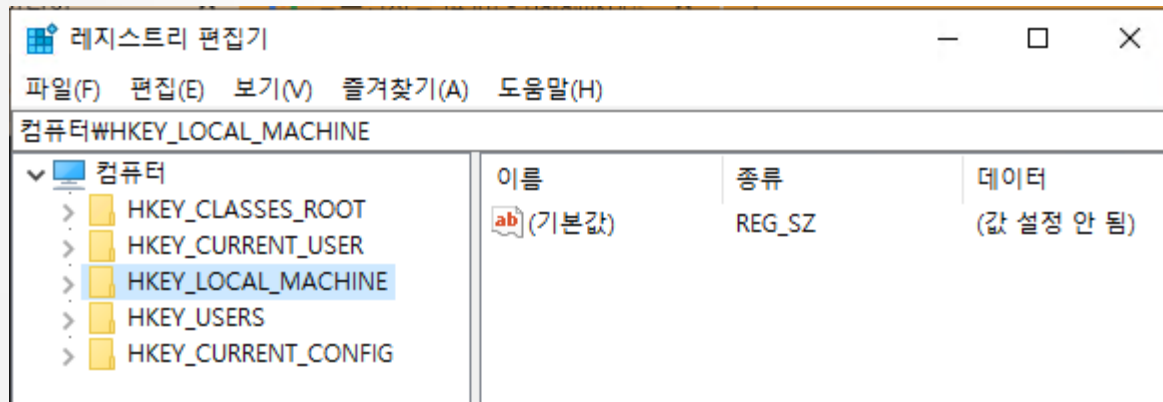 레지스트리 편집기
파일(F) 편집(E) 보기(V) 즐겨찾기(A) 도움말(H)
컴퓨터₩HKEY_LOCAL_MACHINE
컴퓨터
HKEY_CLASSES_ROOT
HKEY_CURRENT_USER
HKEY_LOCAL_MACHINE
HKEY_USERS
HKEY_CURRENT_CONFIG
이름 종류 데이터
ab (기본값) REG_SZ (값 설정 안 됨)